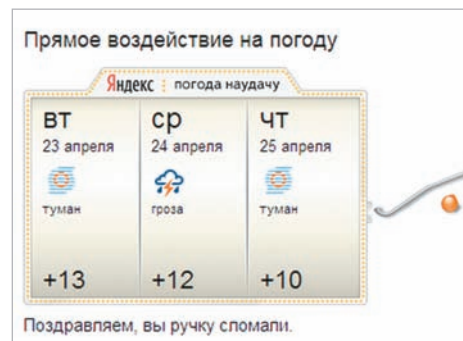 Прямое воздействие на погоду
Яндекс погода наудачу
вт ср чт
23 апреля 24 апреля 25 апреля
туман гроза туман
+13 +12 +10
Поздравляем, вы ручку сломали.